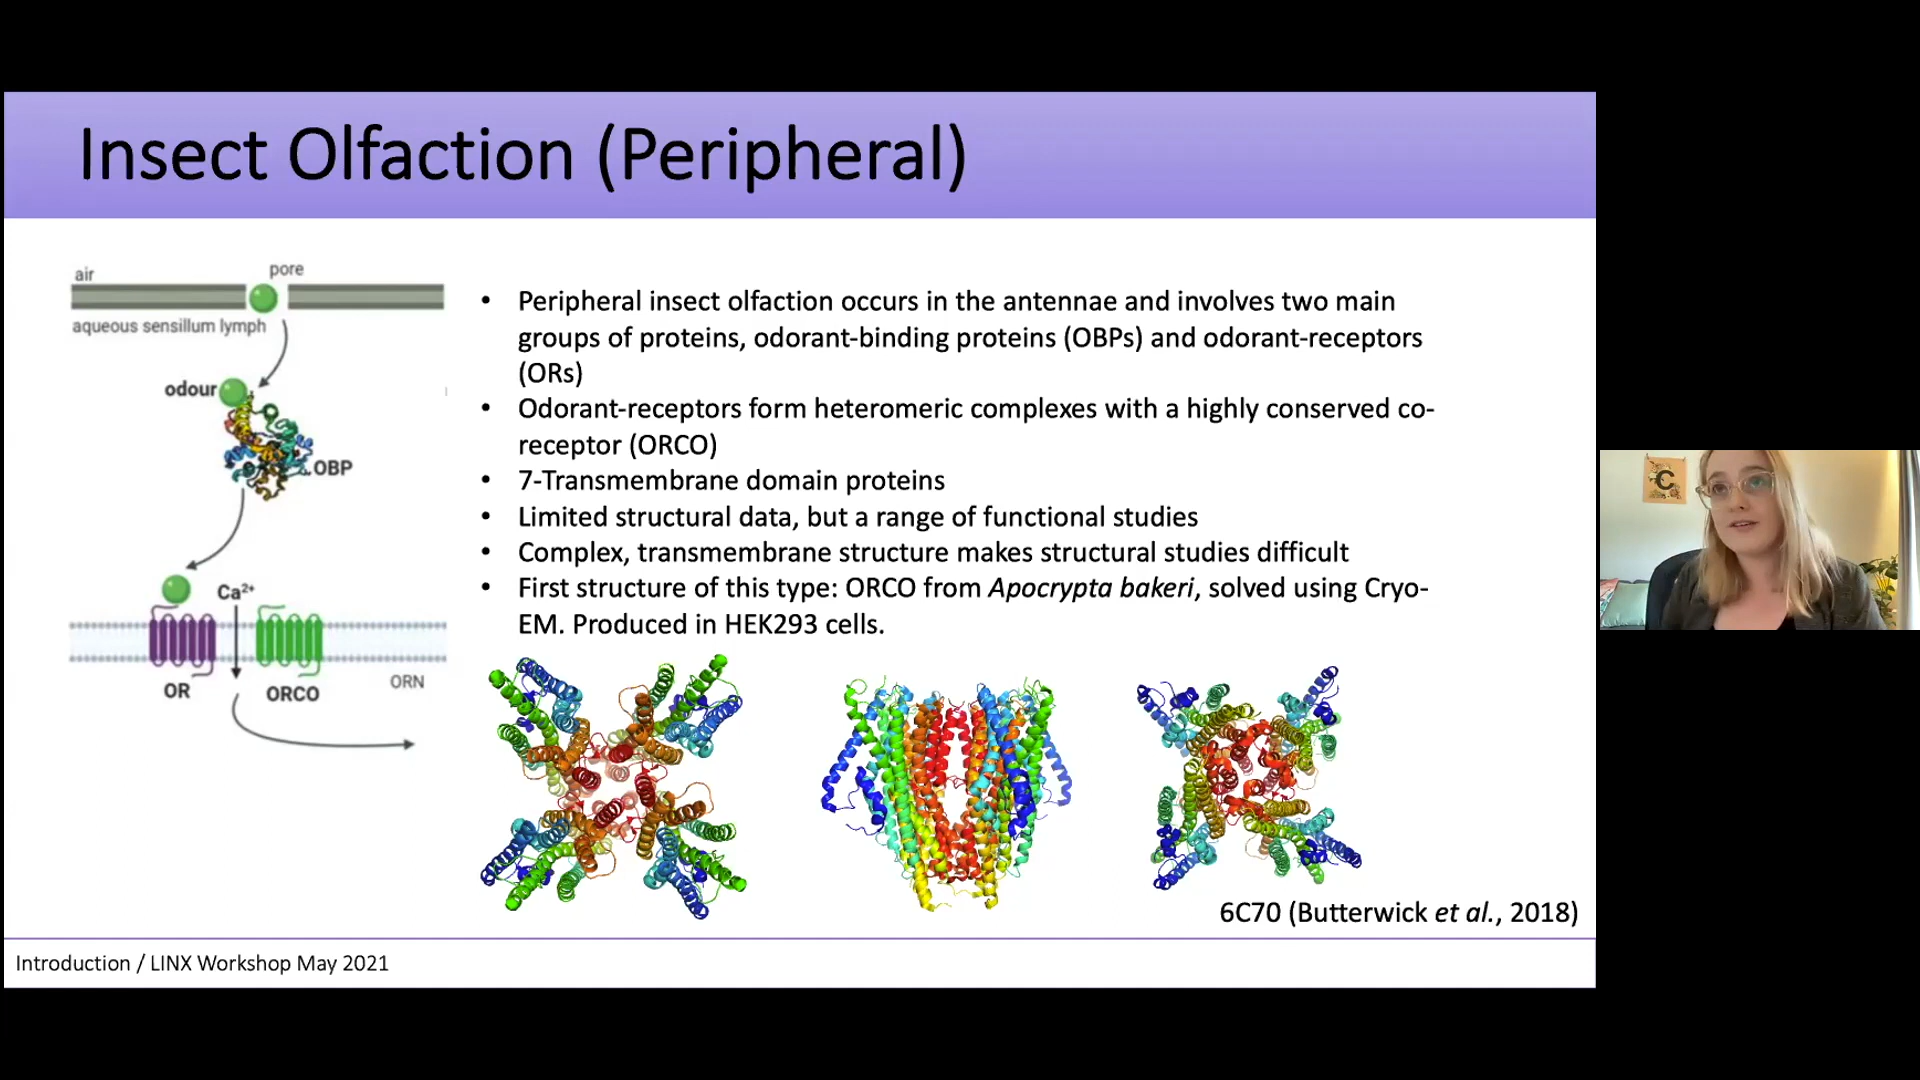 Insect Olfaction (Peripheral)
air
pore
aqueous sensillum lymph
odour
OBP
Ca²⁺
OR
ORCO
ORN
• Peripheral insect olfaction occurs in the antennae and involves two main
groups of proteins, odorant-binding proteins (OBPs) and odorant-receptors
(ORs)
• Odorant-receptors form heteromeric complexes with a highly conserved co-
receptor (ORCO)
• 7-Transmembrane domain proteins
• Limited structural data, but a range of functional studies
• Complex, transmembrane structure makes structural studies difficult
• First structure of this type: ORCO from Apocrypta bakeri, solved using Cryo-
EM. Produced in HEK293 cells.
6C70 (Butterwick et al., 2018)
Introduction / LINX Workshop May 2021
C